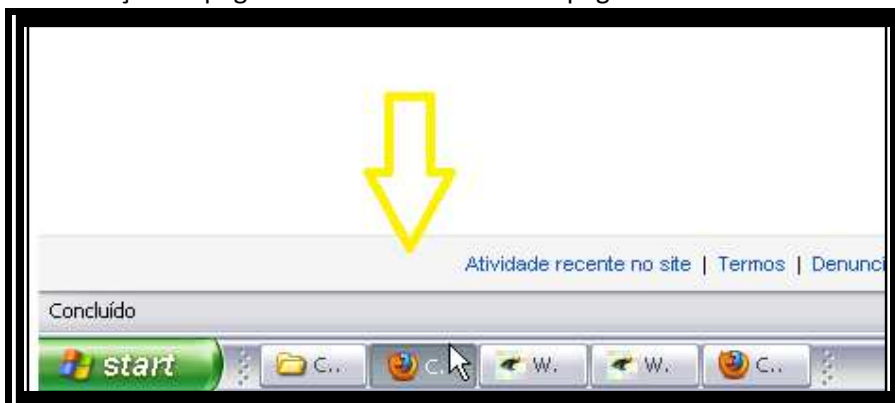 Atividade recente no site | Termos | Denunci
Concluído
start C.. C.. W. W. C..